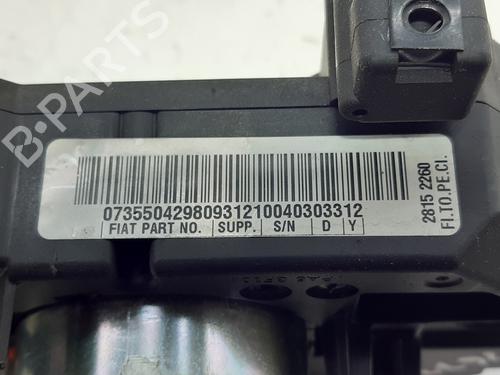 B-PARTS
07355042980931210040303312
FIAT PART NO. SUPP. S/N D Y
2815 2260
FI.TO.PE.CI.